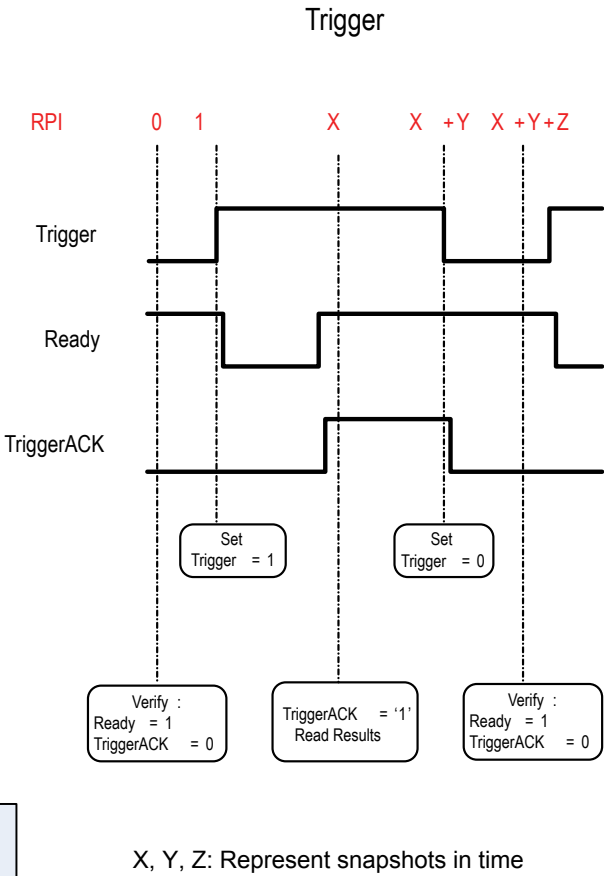 Trigger
RPI 0 1 X X +Y X +Y+Z
Trigger
Ready
TriggerACK
Set
Trigger = 1
Set
Trigger = 0
Verify :
Ready = 1
TriggerACK = 0
TriggerACK = ‘1’
Read Results
Verify :
Ready = 1
TriggerACK = 0
X, Y, Z: Represent snapshots in time